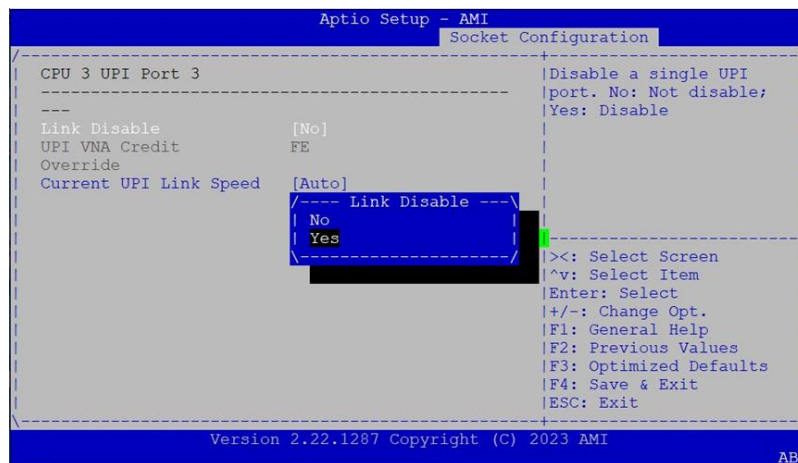 Aptio Setup - AMI
Socket Configuration
/------------------------------------------------------+----------------------------
| CPU 3 UPI Port 3 |Disable a single UPI
| -------------------------------------------------- |port. No: Not disable;
| --- |Yes: Disable
| Link Disable [No] |
| UPI VNA Credit FE |
| Override |
| Current UPI Link Speed [Auto] |
| /---- Link Disable ---\ |
| | No | |
| | Yes | |----------------------------
| \----------------------/ |><: Select Screen
| |^v: Select Item
| |Enter: Select
| |+/-: Change Opt.
| |F1: General Help
| |F2: Previous Values
| |F3: Optimized Defaults
| |F4: Save & Exit
| |ESC: Exit
\------------------------------------------------------+----------------------------
Version 2.22.1287 Copyright (C) 2023 AMI
AB